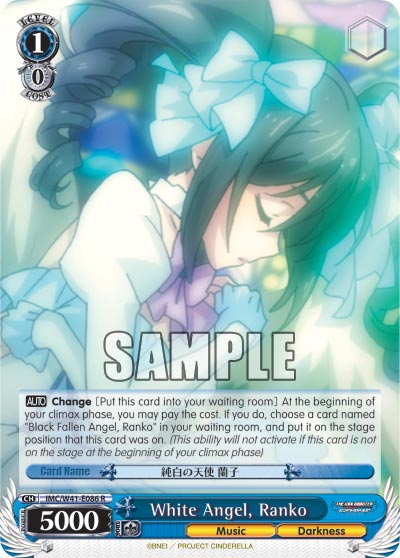 LEVEL
1
0
COST
SAMPLE
AUTO Change [Put this card into your waiting room] At the beginning of
your climax phase, you may pay the cost. If you do, choose a card named
"Black Fallen Angel, Ranko" in your waiting room, and put it on the stage
position that this card was on. (This ability will not activate if this card is not
on the stage at the beginning of your climax phase)
Card Name 純白の天使 蘭子
CH IMC/W41-E086 R
5000 White Angel, Ranko
Music Darkness
©BNEI / PROJECT CINDERELLA